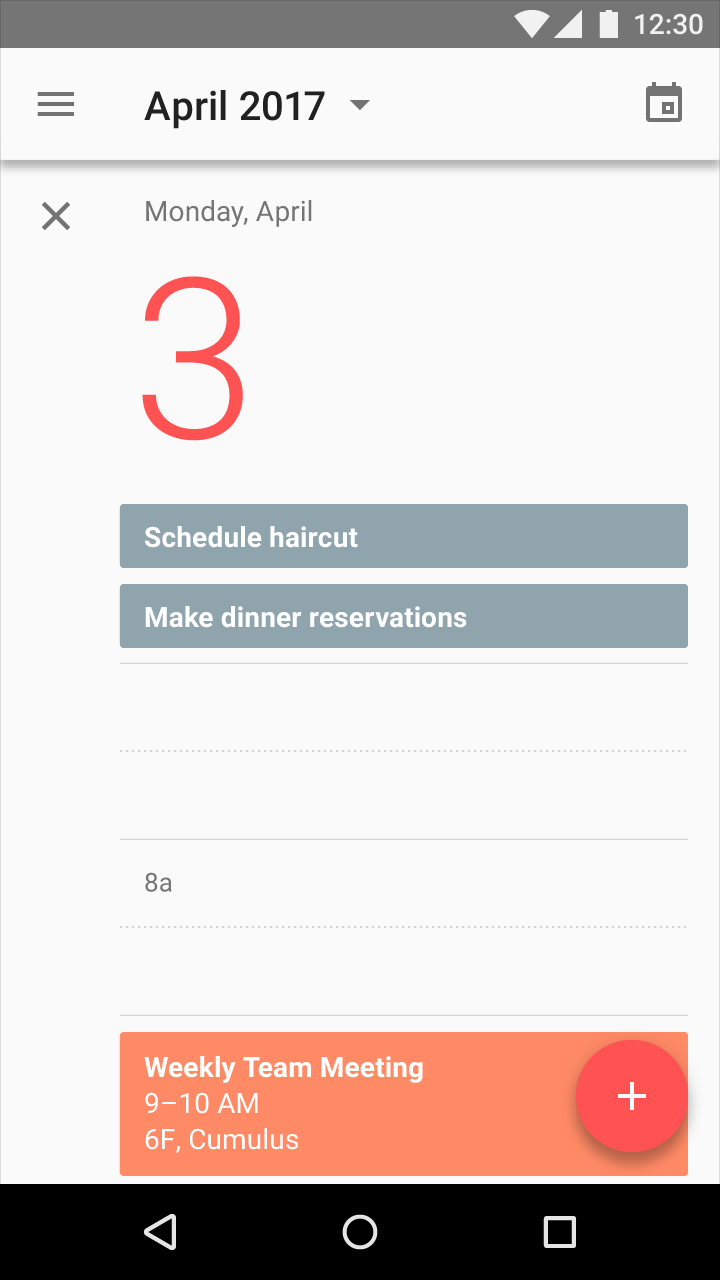 12:30
April 2017
Monday, April
3
Schedule haircut
Make dinner reservations
8a
Weekly Team Meeting
9–10 AM
6F, Cumulus